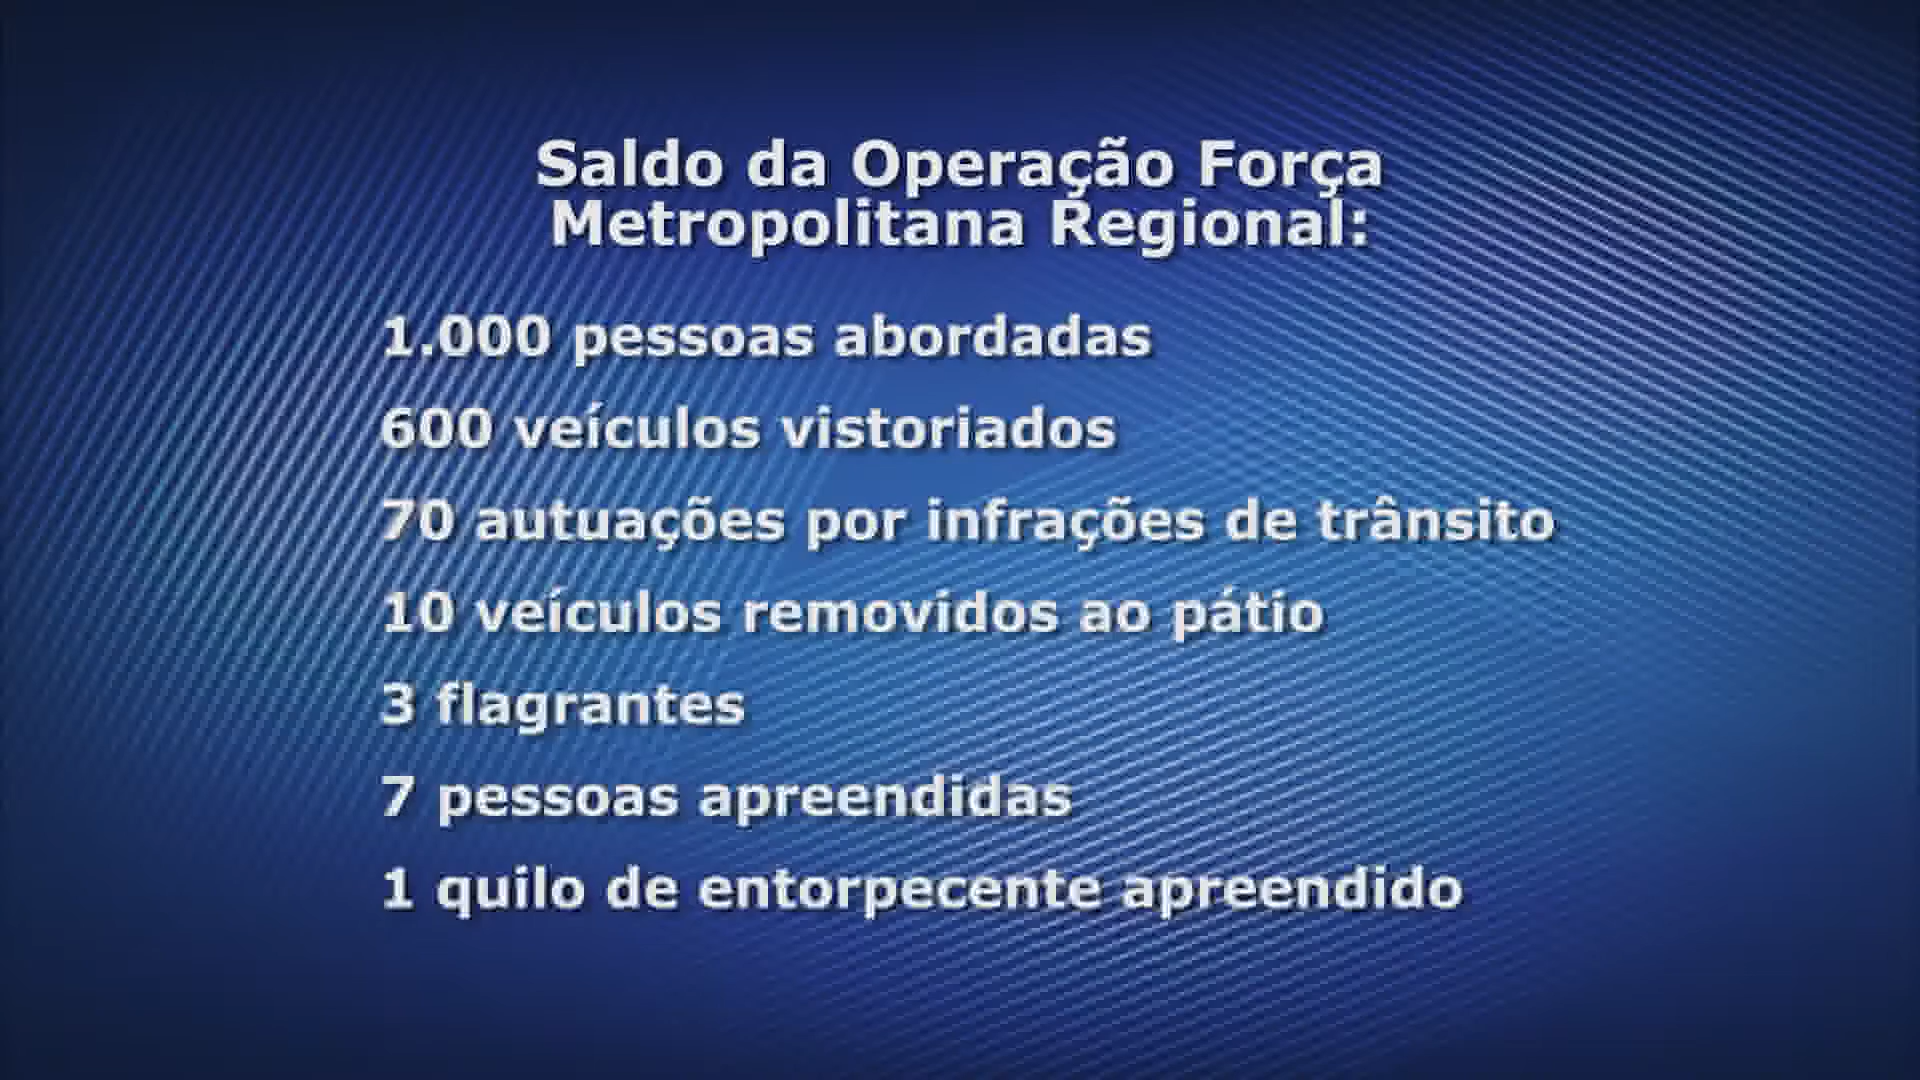 Saldo da Operação Força
Metropolitana Regional:
1.000 pessoas abordadas
600 veículos vistoriados
70 autuações por infrações de trânsito
10 veículos removidos ao pátio
3 flagrantes
7 pessoas apreendidas
1 quilo de entorpecente apreendido